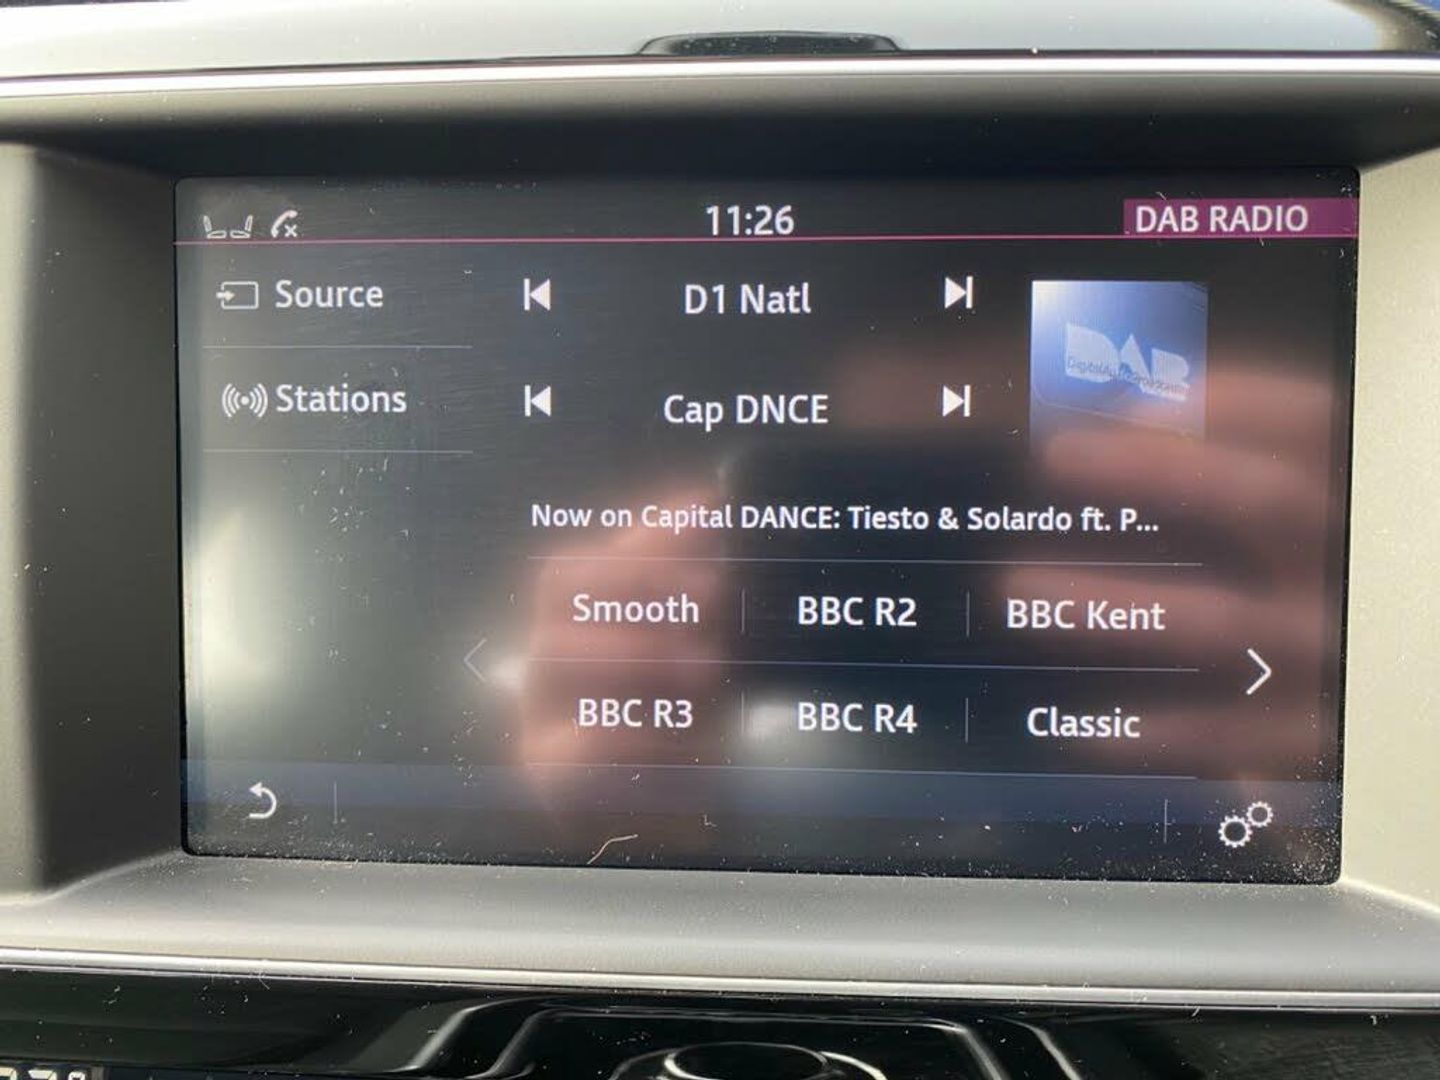 11:26
DAB RADIO
Source
D1 Natl
Stations
Cap DNCE
DAB
Now on Capital DANCE: Tiesto & Solardo ft. P...
Smooth
BBC R2
BBC Kent
BBC R3
BBC R4
Classic